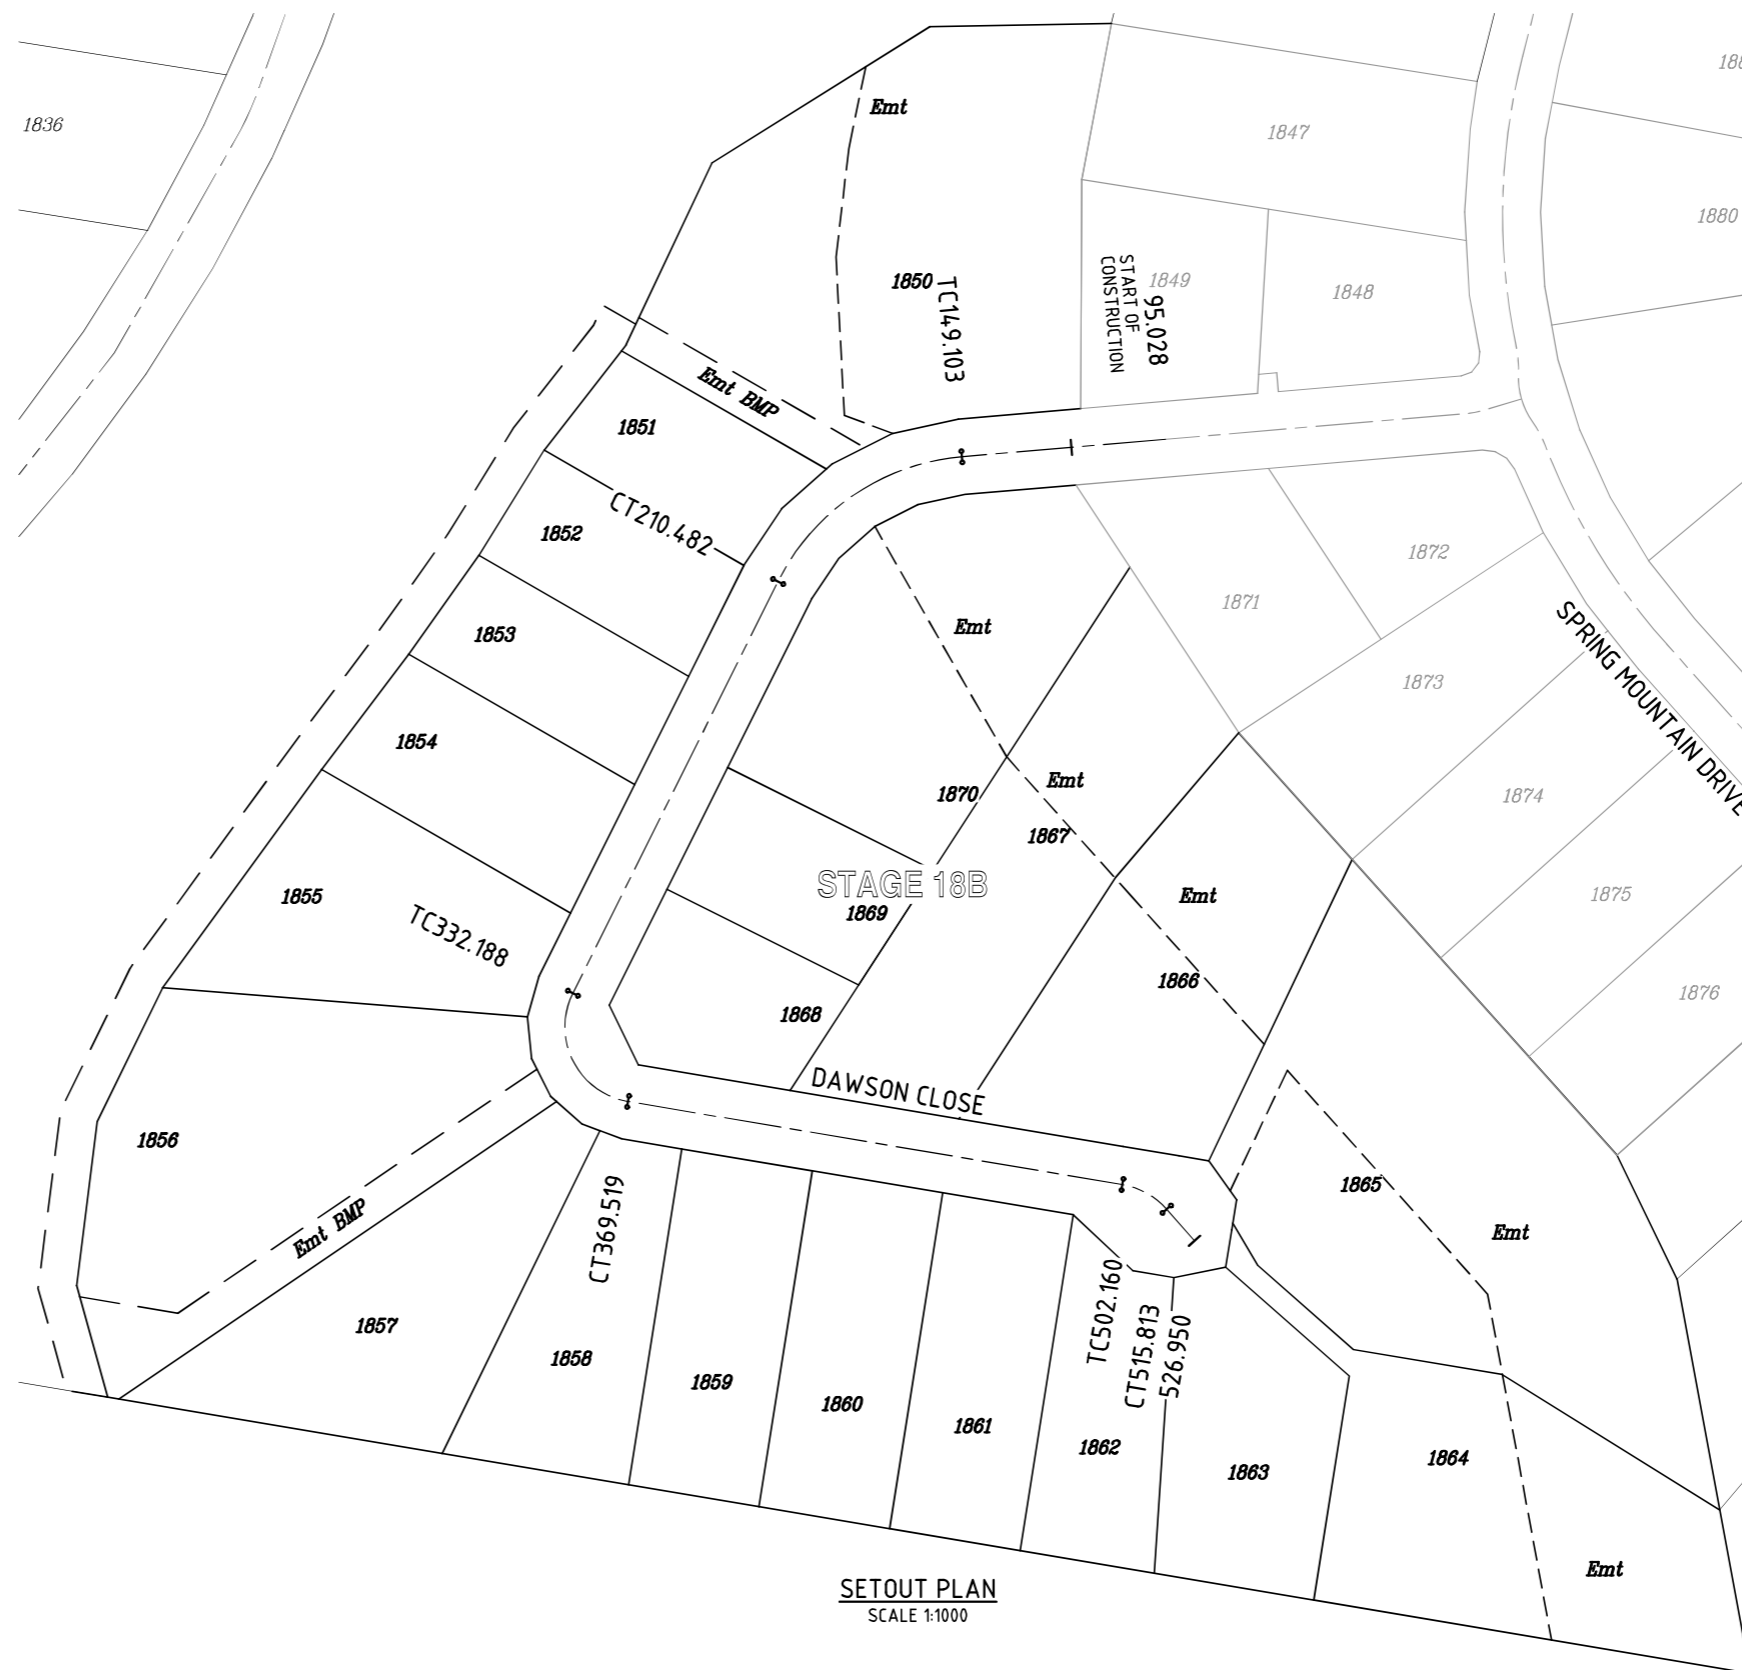 188
1836
Emt
1847
1880
1850
TC149.103
START OF
CONSTRUCTION
95.028
1849
1848
Emt BMP
1851
CT210.482
1852
1872
1871
Emt
1853
SPRING MOUNTAIN DRIVE
1873
1854
Emt
1870
1874
1867
STAGE 18B
1855
Emt
1875
1869
TC332.188
1866
1876
1868
DAWSON CLOSE
1856
1865
Emt BMP
CT369.519
Emt
1857
TC502.160
CT515.813
526.950
1858
1859
1860
1861
1862
1863
1864
Emt
SETOUT PLAN
SCALE 1:1000